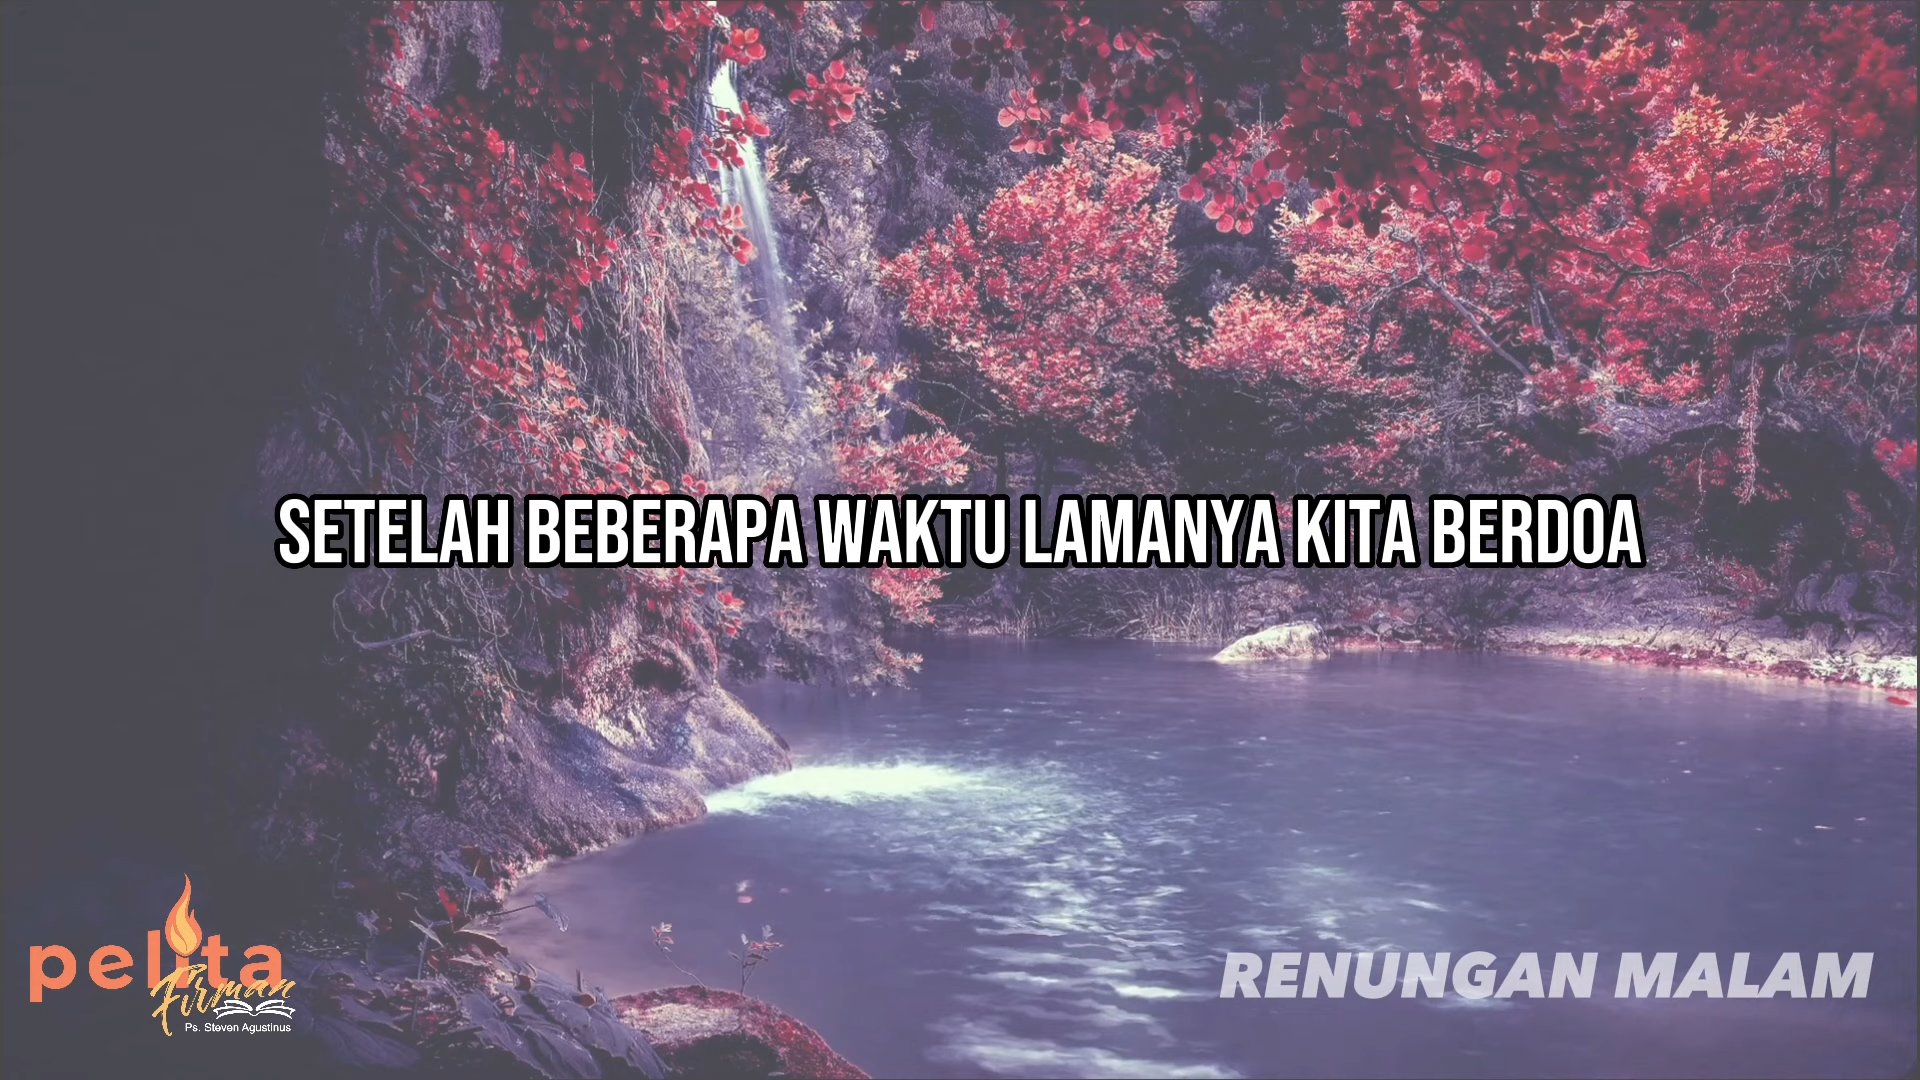 SETELAH BEBERAPA WAKTU LAMANYA KITA BERDOA
pelita
Firman
Ps. Steven Agustinus
RENUNGAN MALAM